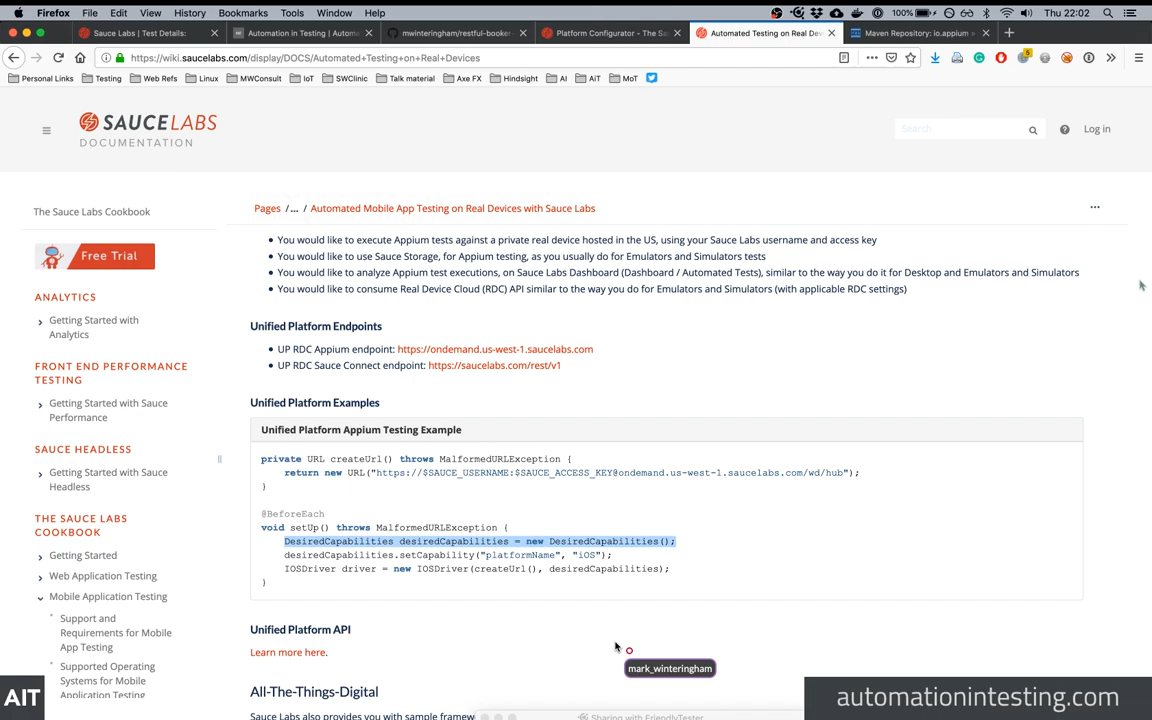 Firefox File Edit View History Bookmarks Tools Window Help 100% Thu 22:02
Sauce Labs | Test Details: Automation in Testing | Autom mwinteringham/restful-booker Platform Configurator - The Sa Automated Testing on Real Dev Maven Repository: io.appium »
https://wiki.saucelabs.com/display/DOCS/Automated+Testing+on+Real+Devices
Personal Links Testing Web Refs Linux MWConsult IoT SWClinic Talk material Axe FX Hindsight AI AiT MoT
SAUCELABS
DOCUMENTATION
Search
Log in
The Sauce Labs Cookbook
Free Trial
ANALYTICS
Getting Started with
Analytics
FRONT END PERFORMANCE
TESTING
Getting Started with Sauce
Performance
SAUCE HEADLESS
Getting Started with Sauce
Headless
THE SAUCE LABS
COOKBOOK
Getting Started
Web Application Testing
Mobile Application Testing
Support and
Requirements for Mobile
App Testing
Supported Operating
Systems for Mobile
Application Testing
Pages /... / Automated Mobile App Testing on Real Devices with Sauce Labs
You would like to execute Appium tests against a private real device hosted in the US, using your Sauce Labs username and access key
You would like to use Sauce Storage, for Appium testing, as you usually do for Emulators and Simulators tests
You would like to analyze Appium test executions, on Sauce Labs Dashboard (Dashboard / Automated Tests), similar to the way you do it for Desktop and Emulators and Simulators
You would like to consume Real Device Cloud (RDC) API similar to the way you do for Emulators and Simulators (with applicable RDC settings)
Unified Platform Endpoints
UP RDC Appium endpoint: https://ondemand.us-west-1.saucelabs.com
UP RDC Sauce Connect endpoint: https://saucelabs.com/rest/v1
Unified Platform Examples
Unified Platform Appium Testing Example
private URL createUrl() throws MalformedURLException {
return new URL("https://$SAUCE_USERNAME:$SAUCE_ACCESS_KEY@ondemand.us-west-1.saucelabs.com/wd/hub");
}
@BeforeEach
void setUp() throws MalformedURLException {
DesiredCapabilities desiredCapabilities = new DesiredCapabilities();
desiredCapabilities.setCapability("platformName", "iOS");
IOSDriver driver = new IOSDriver(createUrl(), desiredCapabilities);
}
Unified Platform API
Learn more here.
mark_winteringham
All-The-Things-Digital
Sauce Labs also provides you with sample framew
Sharing with FriendlyTester
AIT
automationintesting.com